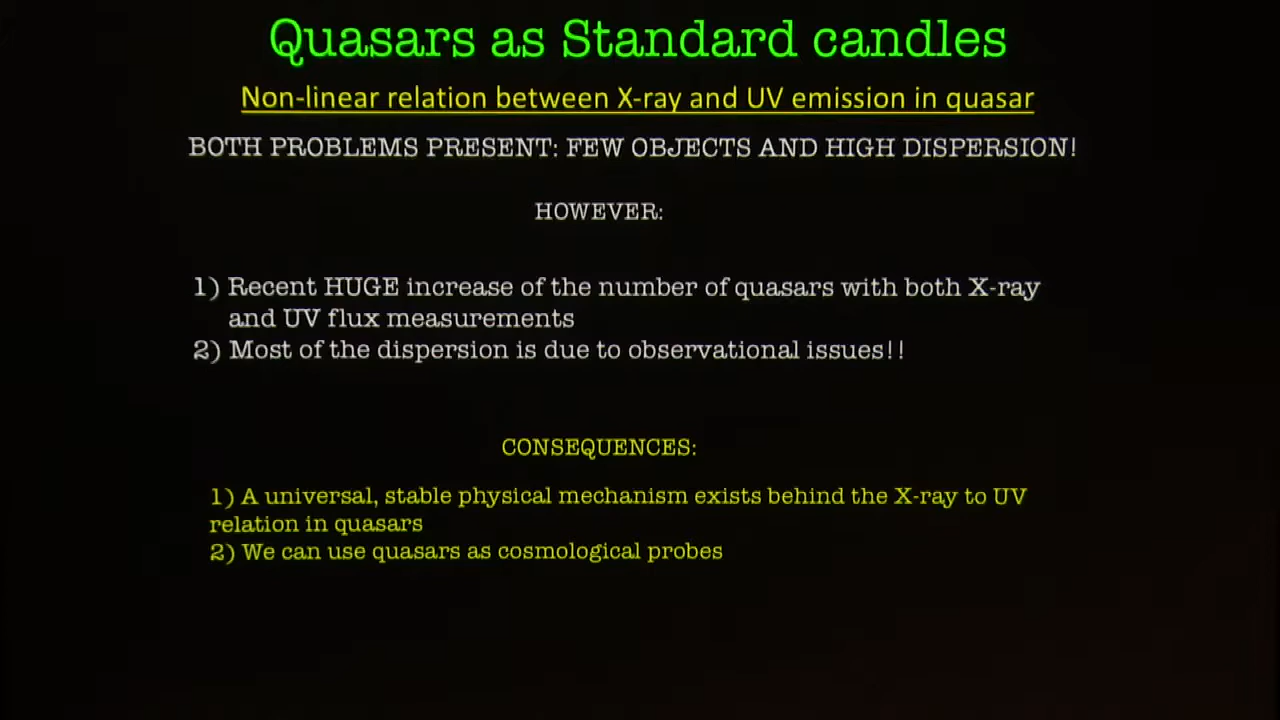 Quasars as Standard candles
Non-linear relation between X-ray and UV emission in quasar
BOTH PROBLEMS PRESENT: FEW OBJECTS AND HIGH DISPERSION!
HOWEVER:
1) Recent HUGE increase of the number of quasars with both X-ray
and UV flux measurements
2) Most of the dispersion is due to observational issues!!
CONSEQUENCES:
1) A universal, stable physical mechanism exists behind the X-ray to UV
relation in quasars
2) We can use quasars as cosmological probes